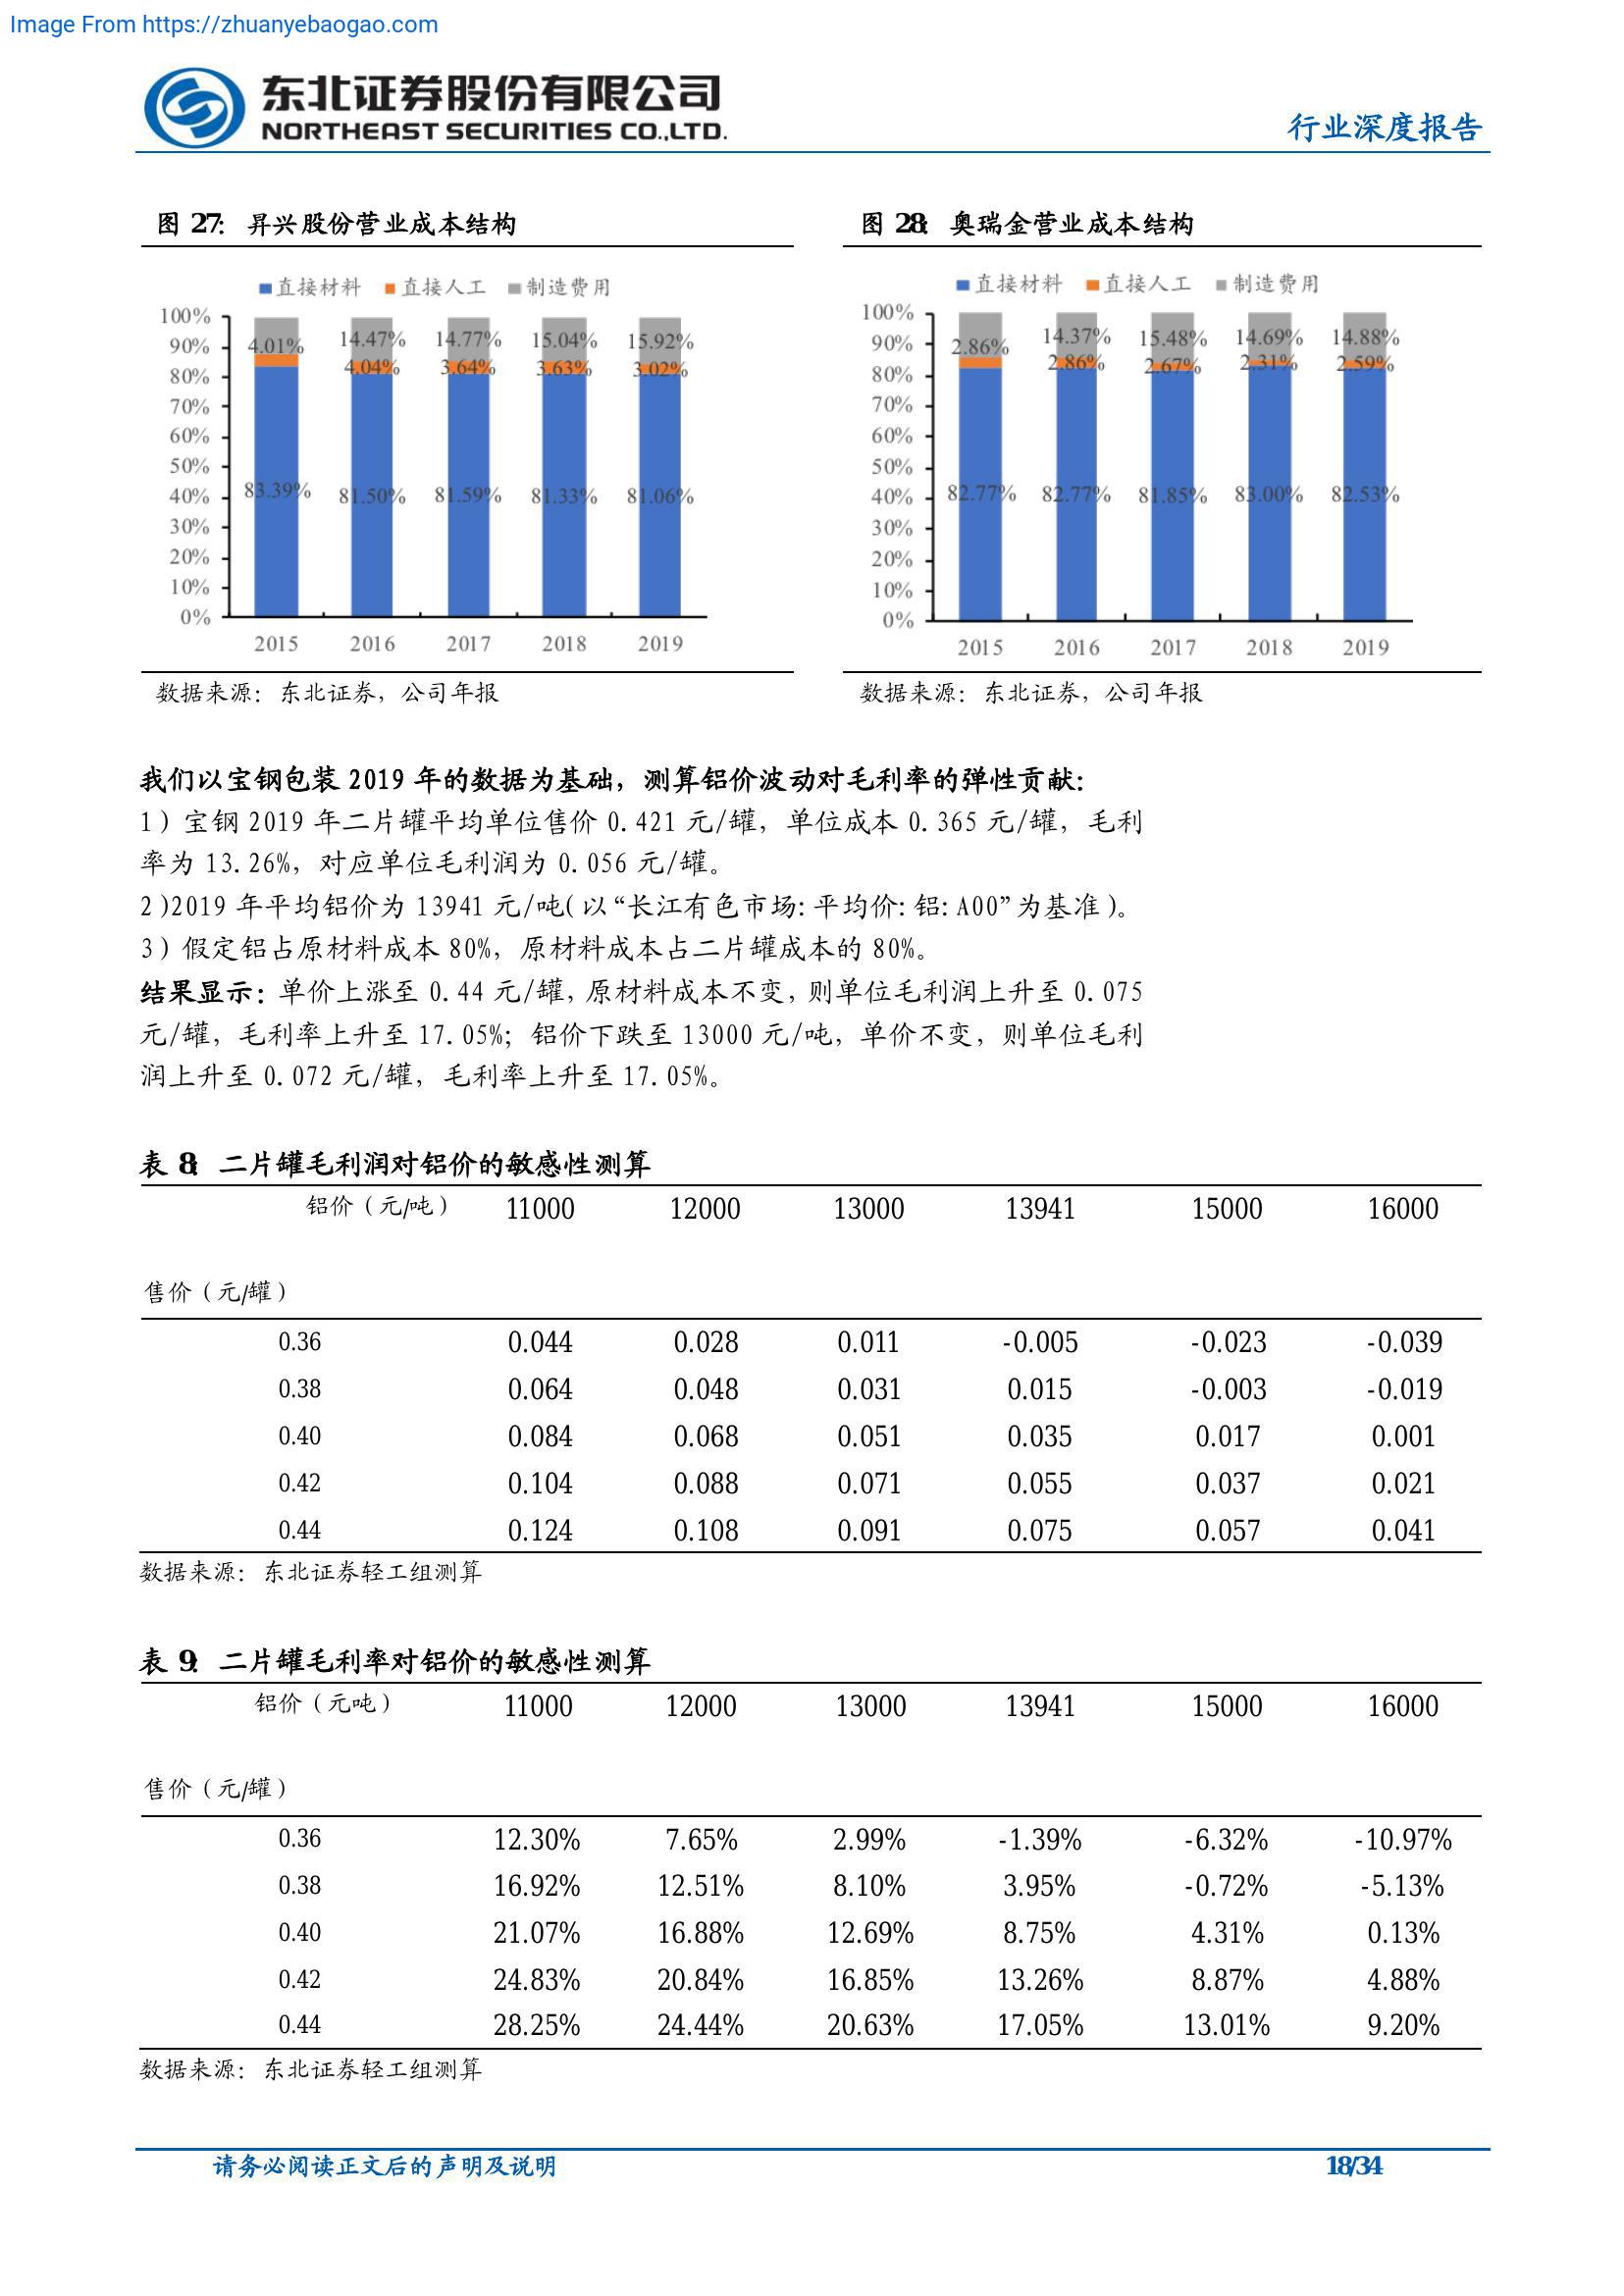 Image From https://zhuanyebaogao.com
东北证券股份有限公司
NORTHEAST SECURITIES CO.,LTD.
行业深度报告
图 27： 昇兴股份营业成本结构
直接材料 直接人工 制造费用
100%
90%
80%
70%
60%
50%
40%
30%
20%
10%
0%
4.01% 14.47% 14.77% 15.04% 15.92%
4.04% 3.64% 3.63% 3.02%
83.39% 81.50% 81.59% 81.33% 81.06%
2015 2016 2017 2018 2019
数据来源：东北证券，公司年报
图 28： 奥瑞金营业成本结构
直接材料 直接人工 制造费用
100%
90%
80%
70%
60%
50%
40%
30%
20%
10%
0%
2.86% 14.37% 15.48% 14.69% 14.88%
2.86% 2.67% 2.31% 2.59%
82.77% 82.77% 81.85% 83.00% 82.53%
2015 2016 2017 2018 2019
数据来源：东北证券，公司年报
我们以宝钢包装 2019 年的数据为基础，测算铝价波动对毛利率的弹性贡献：
1）宝钢 2019 年二片罐平均单位售价 0.421 元/罐，单位成本 0.365 元/罐，毛利
率为 13.26%，对应单位毛利润为 0.056 元/罐。
2)2019 年平均铝价为 13941 元/吨(以“长江有色市场:平均价:铝:A00”为基准)。
3）假定铝占原材料成本 80%，原材料成本占二片罐成本的 80%。
结果显示：单价上涨至 0.44 元/罐，原材料成本不变，则单位毛利润上升至 0.075
元/罐，毛利率上升至 17.05%；铝价下跌至 13000 元/吨，单价不变，则单位毛利
润上升至 0.072 元/罐，毛利率上升至 17.05%。
表 8： 二片罐毛利润对铝价的敏感性测算
铝价（元/吨） 11000 12000 13000 13941 15000 16000
售价（元/罐）
0.36 0.044 0.028 0.011 -0.005 -0.023 -0.039
0.38 0.064 0.048 0.031 0.015 -0.003 -0.019
0.40 0.084 0.068 0.051 0.035 0.017 0.001
0.42 0.104 0.088 0.071 0.055 0.037 0.021
0.44 0.124 0.108 0.091 0.075 0.057 0.041
数据来源：东北证券轻工组测算
表 9： 二片罐毛利率对铝价的敏感性测算
铝价（元吨） 11000 12000 13000 13941 15000 16000
售价（元/罐）
0.36 12.30% 7.65% 2.99% -1.39% -6.32% -10.97%
0.38 16.92% 12.51% 8.10% 3.95% -0.72% -5.13%
0.40 21.07% 16.88% 12.69% 8.75% 4.31% 0.13%
0.42 24.83% 20.84% 16.85% 13.26% 8.87% 4.88%
0.44 28.25% 24.44% 20.63% 17.05% 13.01% 9.20%
数据来源：东北证券轻工组测算
请务必阅读正文后的声明及说明
18/34